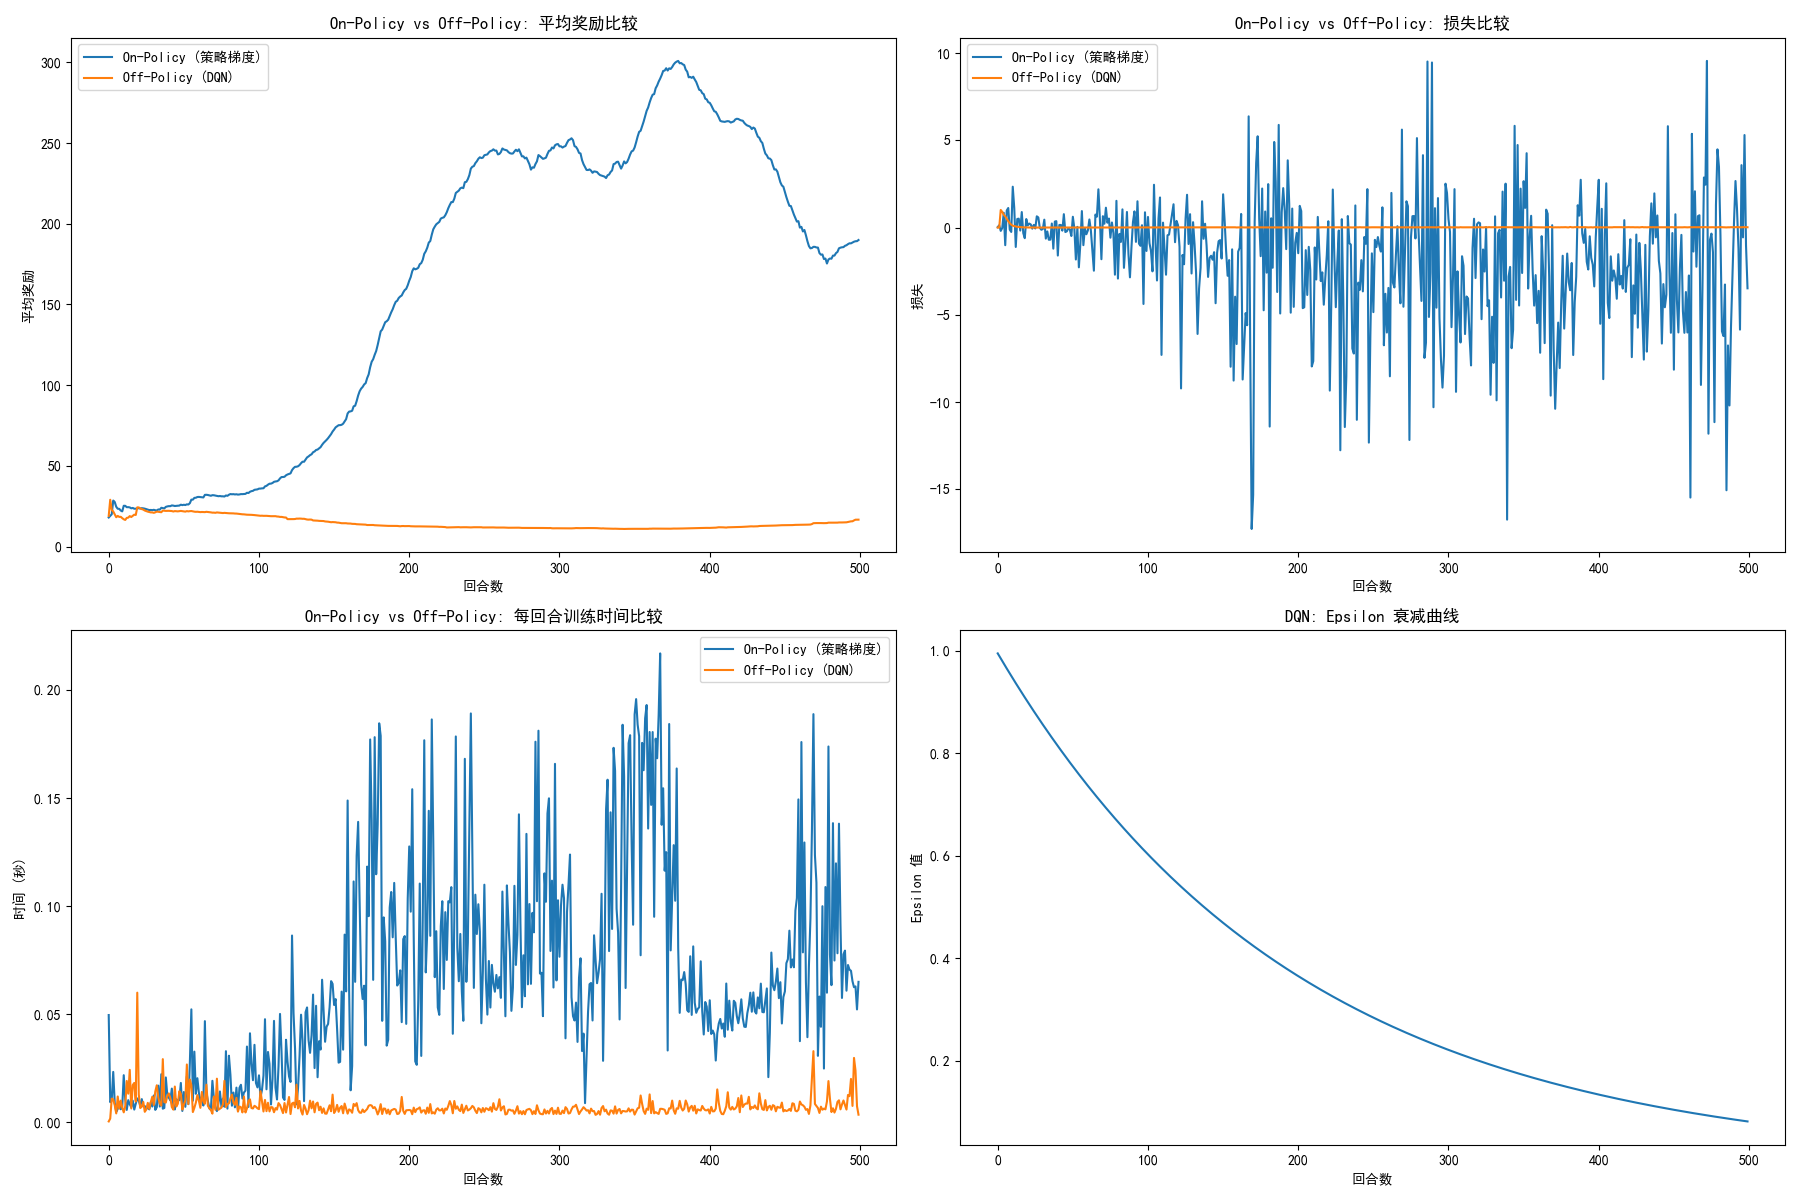 On-Policy vs Off-Policy: 平均奖励比较
On-Policy (策略梯度)
Off-Policy (DQN)
300
250
200
150
100
50
0
平均奖励
0 100 200 300 400 500
回合数
On-Policy vs Off-Policy: 损失比较
On-Policy (策略梯度)
Off-Policy (DQN)
10
5
0
−5
−10
−15
损失
0 100 200 300 400 500
回合数
On-Policy vs Off-Policy: 每回合训练时间比较
On-Policy (策略梯度)
Off-Policy (DQN)
0.20
0.15
0.10
0.05
0.00
时间 (秒)
0 100 200 300 400 500
回合数
DQN: Epsilon 衰减曲线
1.0
0.8
0.6
0.4
0.2
Epsilon 值
0 100 200 300 400 500
回合数